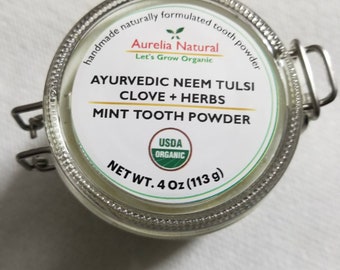 handmade naturally formulated tooth powder
Aurelia Natural
Let's Grow Organic
AYURVEDIC NEEM TULSI
CLOVE + HERBS
MINT TOOTH POWDER
USDA
ORGANIC
NET WT. 4 Oz (113 g)